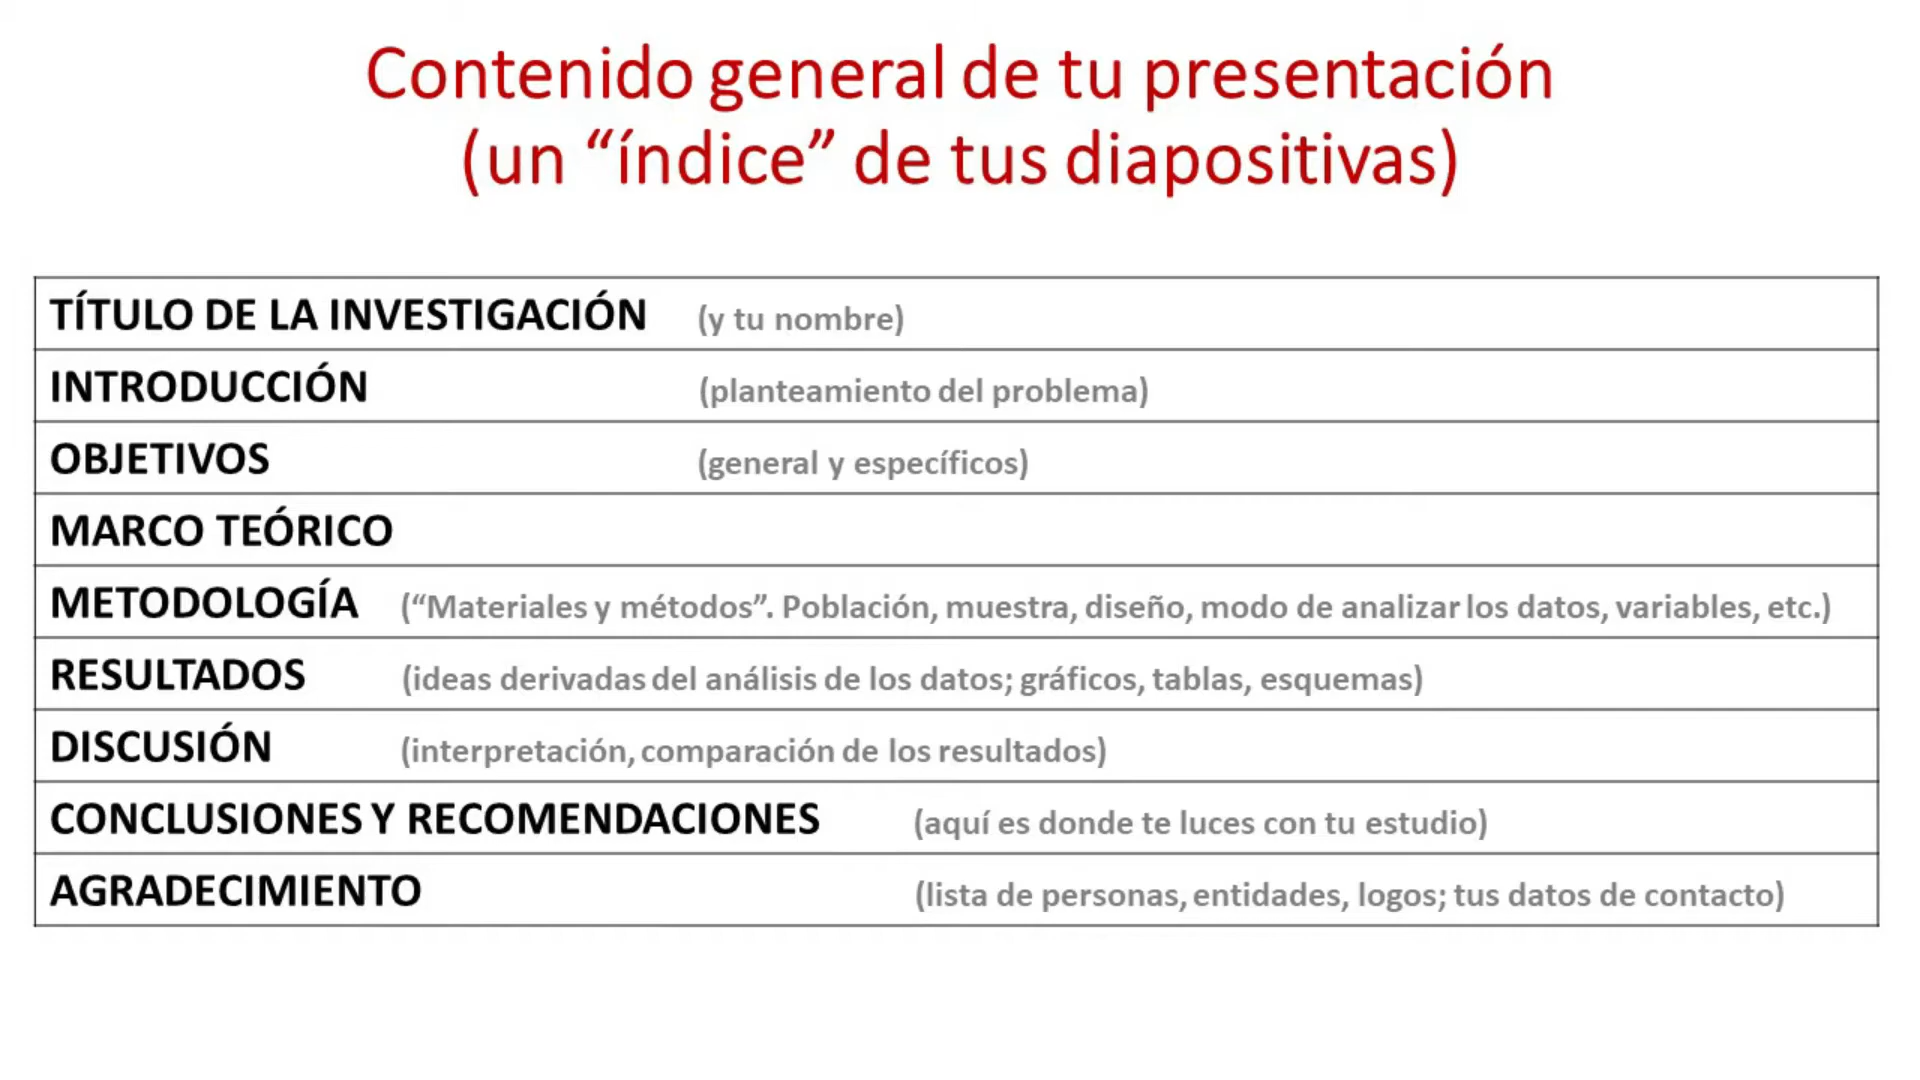 Contenido general de tu presentación
(un “índice” de tus diapositivas)
TÍTULO DE LA INVESTIGACIÓN (y tu nombre)
INTRODUCCIÓN (planteamiento del problema)
OBJETIVOS (general y específicos)
MARCO TEÓRICO
METODOLOGÍA (“Materiales y métodos”. Población, muestra, diseño, modo de analizar los datos, variables, etc.)
RESULTADOS (ideas derivadas del análisis de los datos; gráficos, tablas, esquemas)
DISCUSIÓN (interpretación, comparación de los resultados)
CONCLUSIONES Y RECOMENDACIONES (aquí es donde te luces con tu estudio)
AGRADECIMIENTO (lista de personas, entidades, logos; tus datos de contacto)